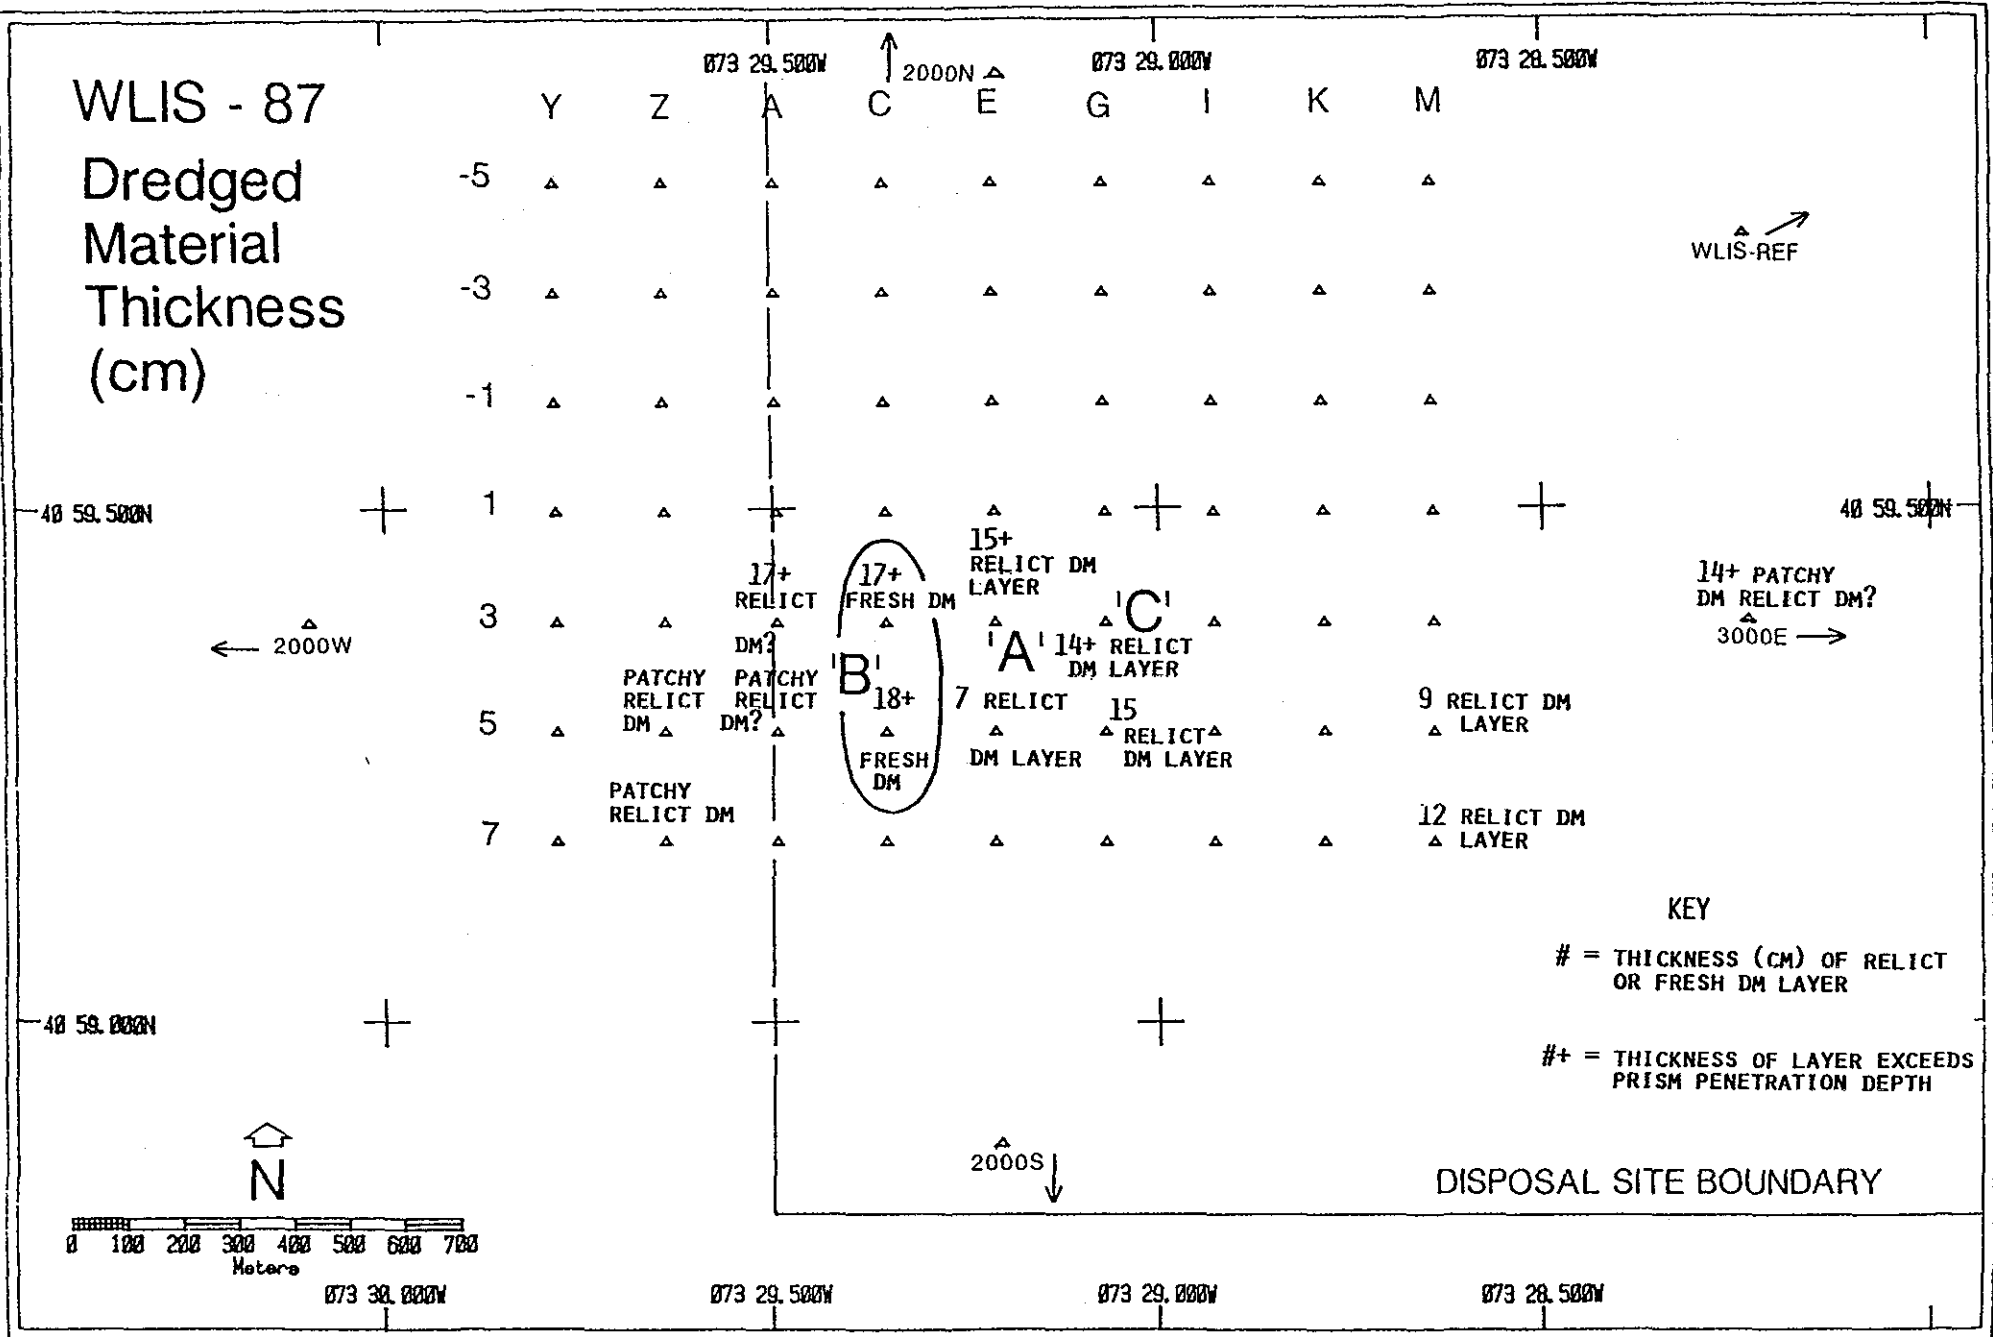 073 29.500W
2000N
073 29.000W
073 28.500W
WLIS - 87
Dredged
Material
Thickness
(cm)
Y Z A C E G I K M
-5
WLIS-REF
-3
-1
1
40 59.500N
40 59.500N
15+
RELICT DM
LAYER
17+
RELICT
DM?
17+
FRESH DM
14+ PATCHY
DM RELICT DM?
3000E
3
2000W
'C'
'A'
14+ RELICT
DM LAYER
'B'
PATCHY
RELICT
DM
PATCHY
RELICT
DM?
18+
FRESH
DM
7 RELICT
DM LAYER
15
RELICT
DM LAYER
9 RELICT DM
LAYER
5
PATCHY
RELICT DM
12 RELICT DM
LAYER
7
KEY
# = THICKNESS (CM) OF RELICT
OR FRESH DM LAYER
40 59.000N
#+ = THICKNESS OF LAYER EXCEEDS
PRISM PENETRATION DEPTH
2000S
N
DISPOSAL SITE BOUNDARY
0 100 200 300 400 500 600 700
Meters
073 30.000W
073 29.500W
073 29.000W
073 28.500W